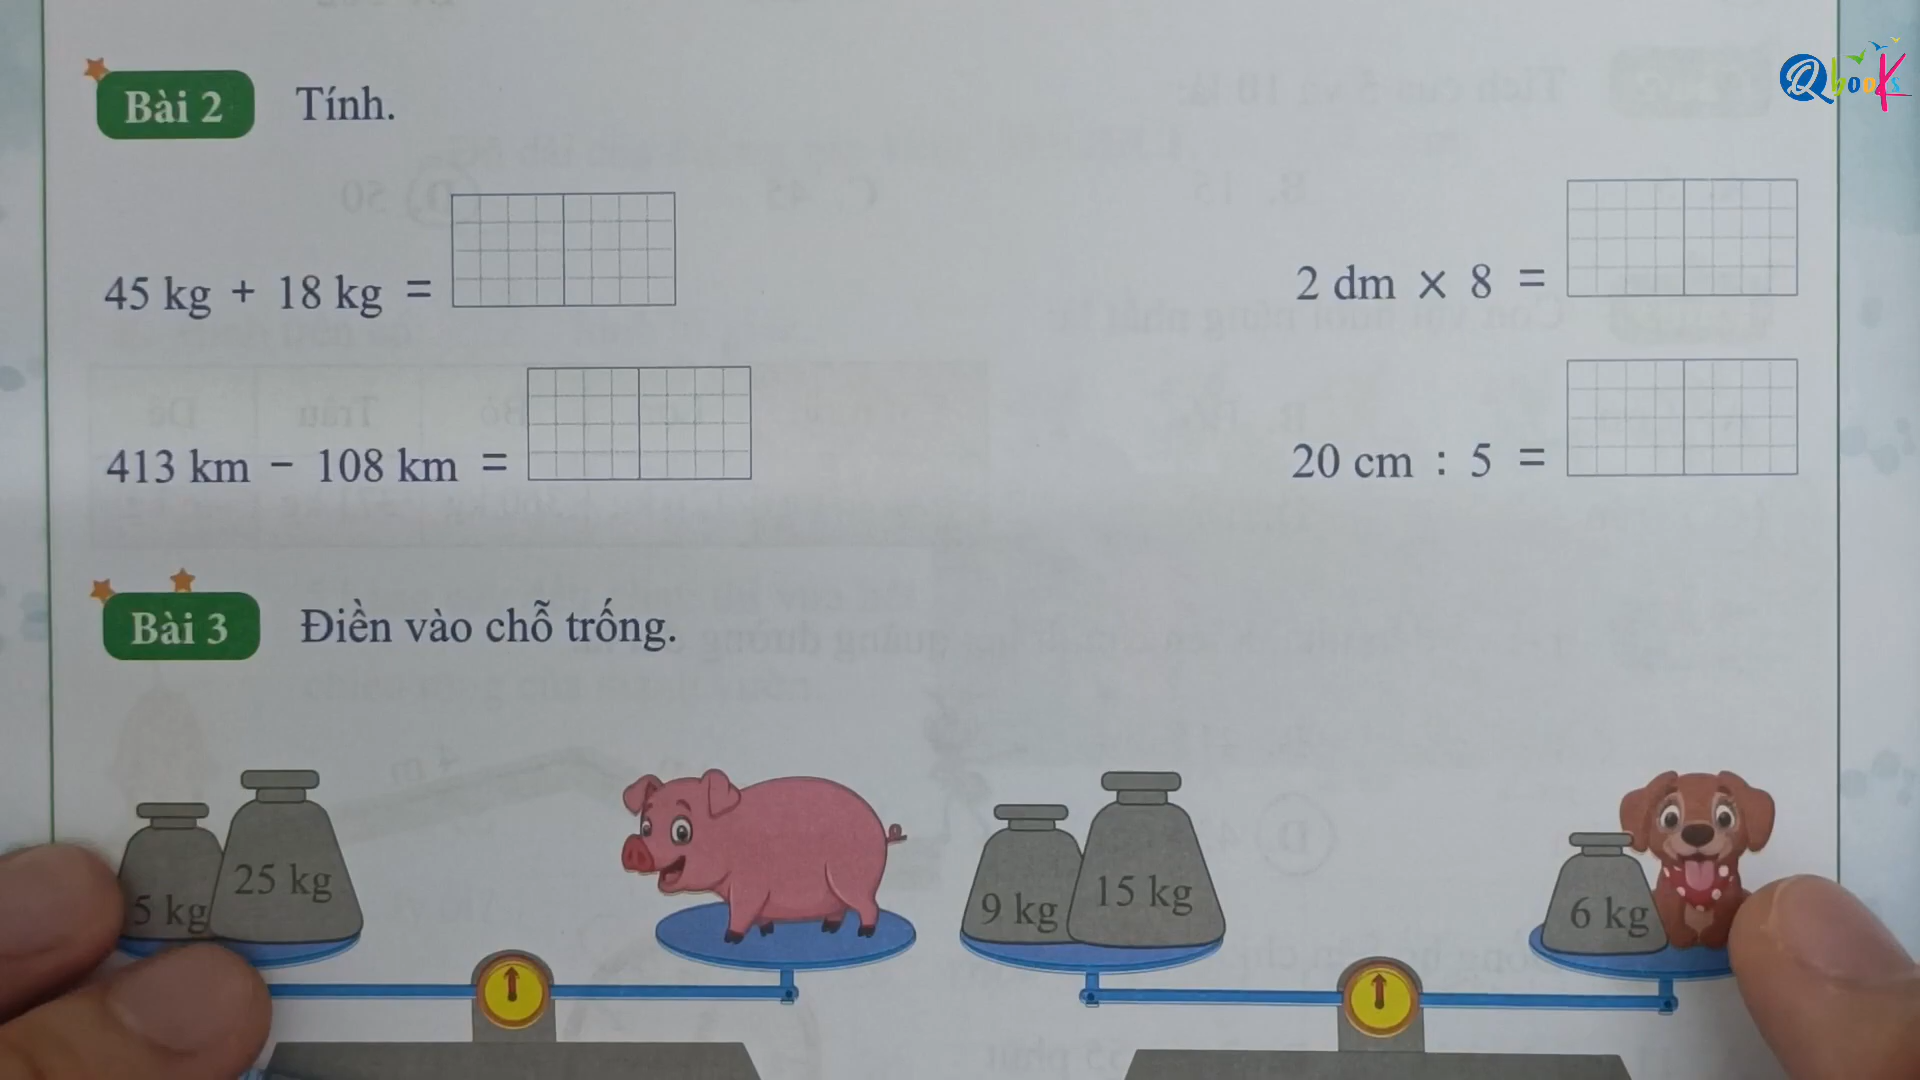 Qbooks
Bài 2 Tính.
45 kg + 18 kg =
2 dm × 8 =
413 km − 108 km =
20 cm : 5 =
Bài 3 Điền vào chỗ trống.
5 kg 25 kg
9 kg 15 kg
6 kg